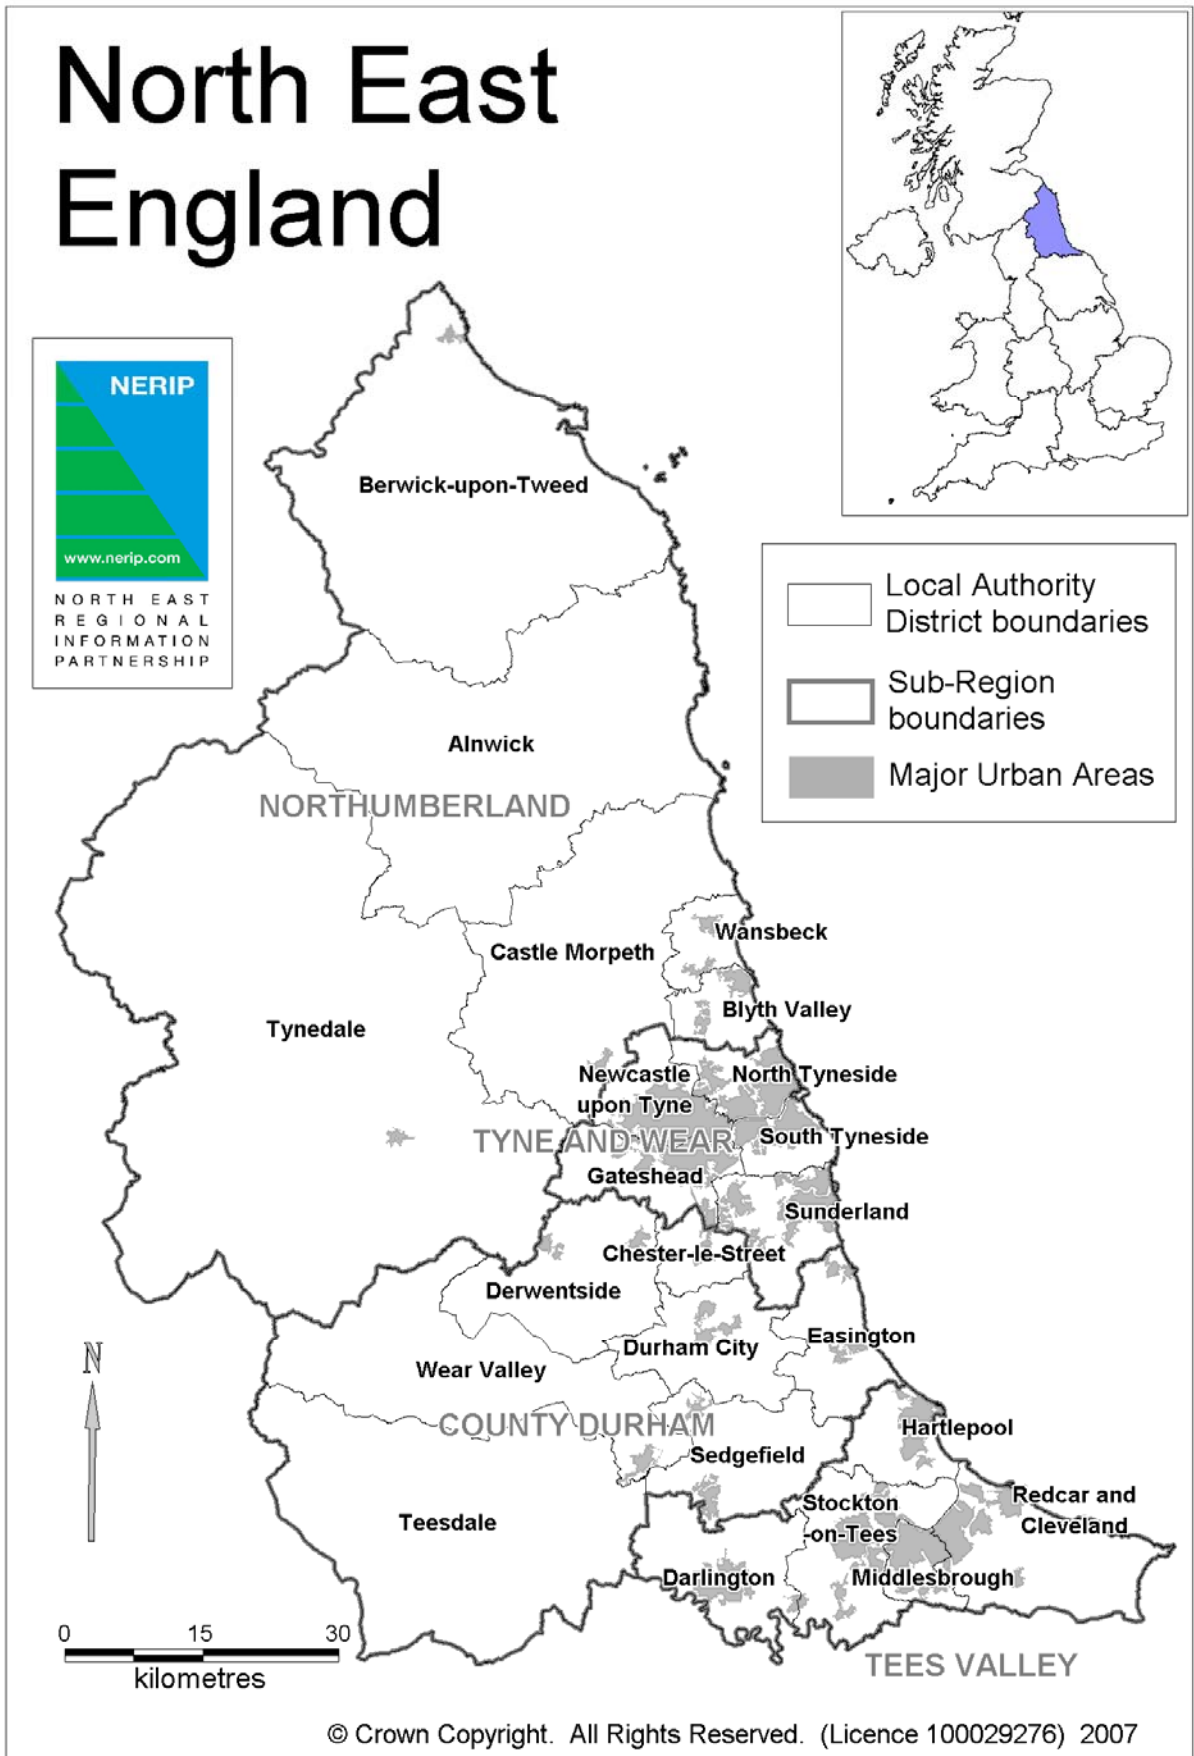 North East
England
NERIP
www.nerip.com
NORTH EAST
REGIONAL
INFORMATION
PARTNERSHIP
Local Authority
District boundaries
Sub-Region
boundaries
Major Urban Areas
Berwick-upon-Tweed
Alnwick
NORTHUMBERLAND
Wansbeck
Castle Morpeth
Blyth Valley
Tynedale
Newcastle
upon Tyne
North Tyneside
TYNE AND WEAR
South Tyneside
Gateshead
Sunderland
Chester-le-Street
Derwentside
Easington
Durham City
Wear Valley
COUNTY DURHAM
Hartlepool
Sedgefield
Stockton
-on-Tees
Redcar and
Cleveland
Teesdale
Darlington
Middlesbrough
TEES VALLEY
N
0 15 30
kilometres
© Crown Copyright. All Rights Reserved. (Licence 100029276) 2007